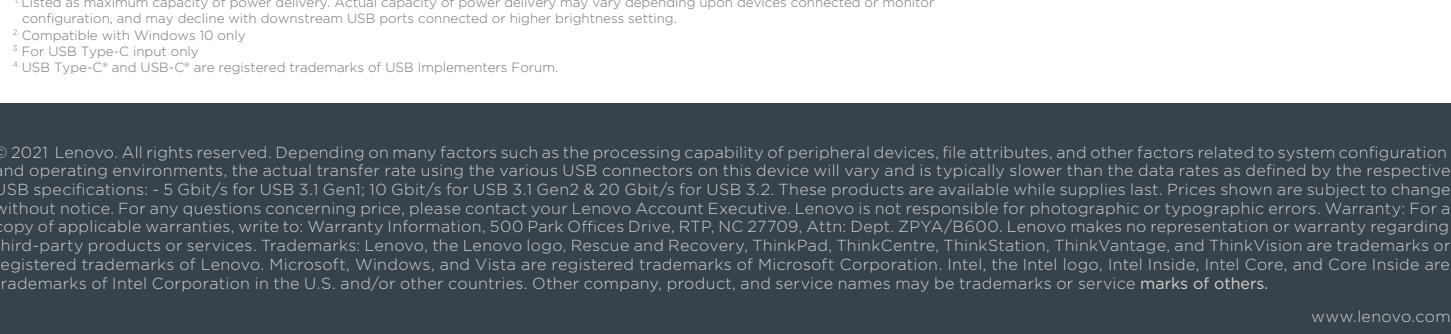 1. Listed as maximum capacity of power delivery. Actual capacity of power delivery may vary depending upon devices connected or monitor
configuration, and may decline with downstream USB ports connected or higher brightness setting.
2. Compatible with Windows 10 only
3. For USB Type-C input only
4. USB Type-C® and USB-C® are registered trademarks of USB Implementers Forum.
© 2021 Lenovo. All rights reserved. Depending on many factors such as the processing capability of peripheral devices, file attributes, and other factors related to system configuration
and operating environments, the actual transfer rate using the various USB connectors on this device will vary and is typically slower than the data rates as defined by the respective
USB specifications: - 5 Gbit/s for USB 3.1 Gen1; 10 Gbit/s for USB 3.1 Gen2 & 20 Gbit/s for USB 3.2. These products are available while supplies last. Prices shown are subject to change
without notice. For any questions concerning price, please contact your Lenovo Account Executive. Lenovo is not responsible for photographic or typographic errors. Warranty: For a
copy of applicable warranties, write to: Warranty Information, 500 Park Offices Drive, RTP, NC 27709, Attn: Dept. ZPYA/B600. Lenovo makes no representation or warranty regarding
third-party products or services. Trademarks: Lenovo, the Lenovo logo, Rescue and Recovery, ThinkPad, ThinkCentre, ThinkStation, ThinkVantage, and ThinkVision are trademarks or
registered trademarks of Lenovo. Microsoft, Windows, and Vista are registered trademarks of Microsoft Corporation. Intel, the Intel logo, Intel Inside, Intel Core, and Core Inside are
trademarks of Intel Corporation in the U.S. and/or other countries. Other company, product, and service names may be trademarks or service marks of others.
www.lenovo.com